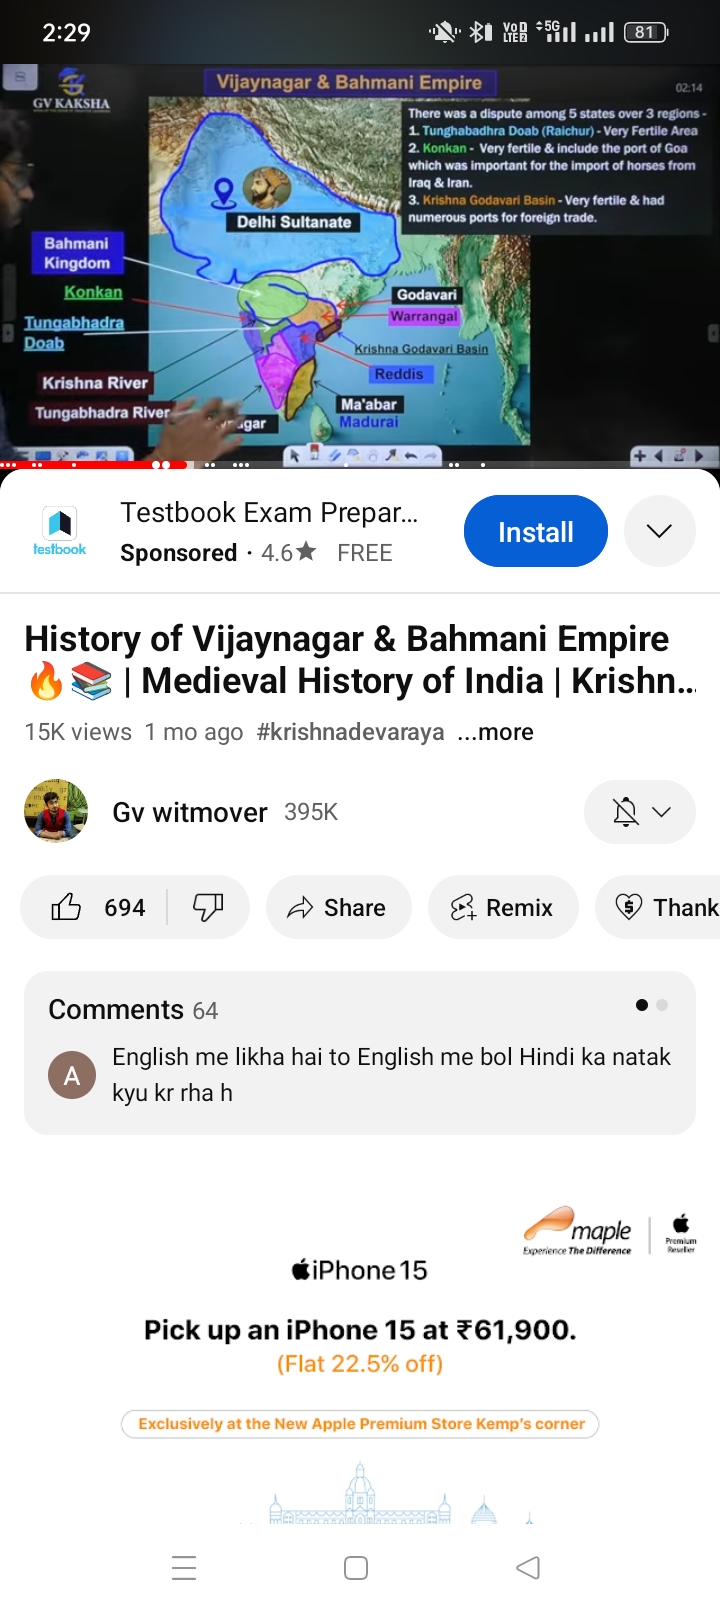 2:29
VoD
LTE2
5G
81
GV KAKSHA
Vijaynagar & Bahmani Empire
02:14
There was a dispute among 5 states over 3 regions -
1. Tunghabadhra Doab (Raichur) - Very Fertile Area
2. Konkan - Very fertile & include the port of Goa
which was important for the import of horses from
Iraq & Iran.
3. Krishna Godavari Basin - Very fertile & had
numerous ports for foreign trade.
Delhi Sultanate
Bahmani
Kingdom
Konkan
Godavari
Warrangal
Tungabhadra
Doab
Krishna Godavari Basin
Reddis
Krishna River
Tungabhadra River
Ma'abar
Madurai
nagar
testbook
Testbook Exam Prepar...
Sponsored · 4.6★ FREE
Install
History of Vijaynagar & Bahmani Empire
🔥📚 | Medieval History of India | Krishn...
15K views 1 mo ago #krishnadevaraya ...more
Gv witmover 395K
694
Share
Remix
Thank
Comments 64
A
English me likha hai to English me bol Hindi ka natak
kyu kr rha h
maple
Experience The Difference
Premium
Reseller
iPhone 15
Pick up an iPhone 15 at ₹61,900.
(Flat 22.5% off)
Exclusively at the New Apple Premium Store Kemp's corner